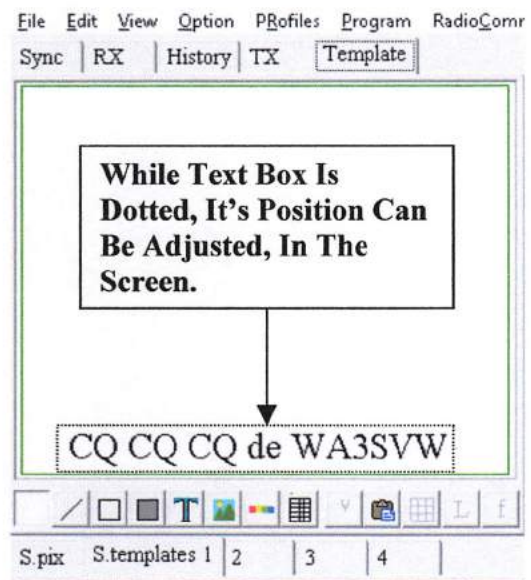 File Edit View Option PRofiles Program RadioComm
Sync RX History TX Template
While Text Box Is
Dotted, It's Position Can
Be Adjusted, In The
Screen.
CQ CQ CQ de WA3SVW
T L f
S.pix S.templates 1 2 3 4